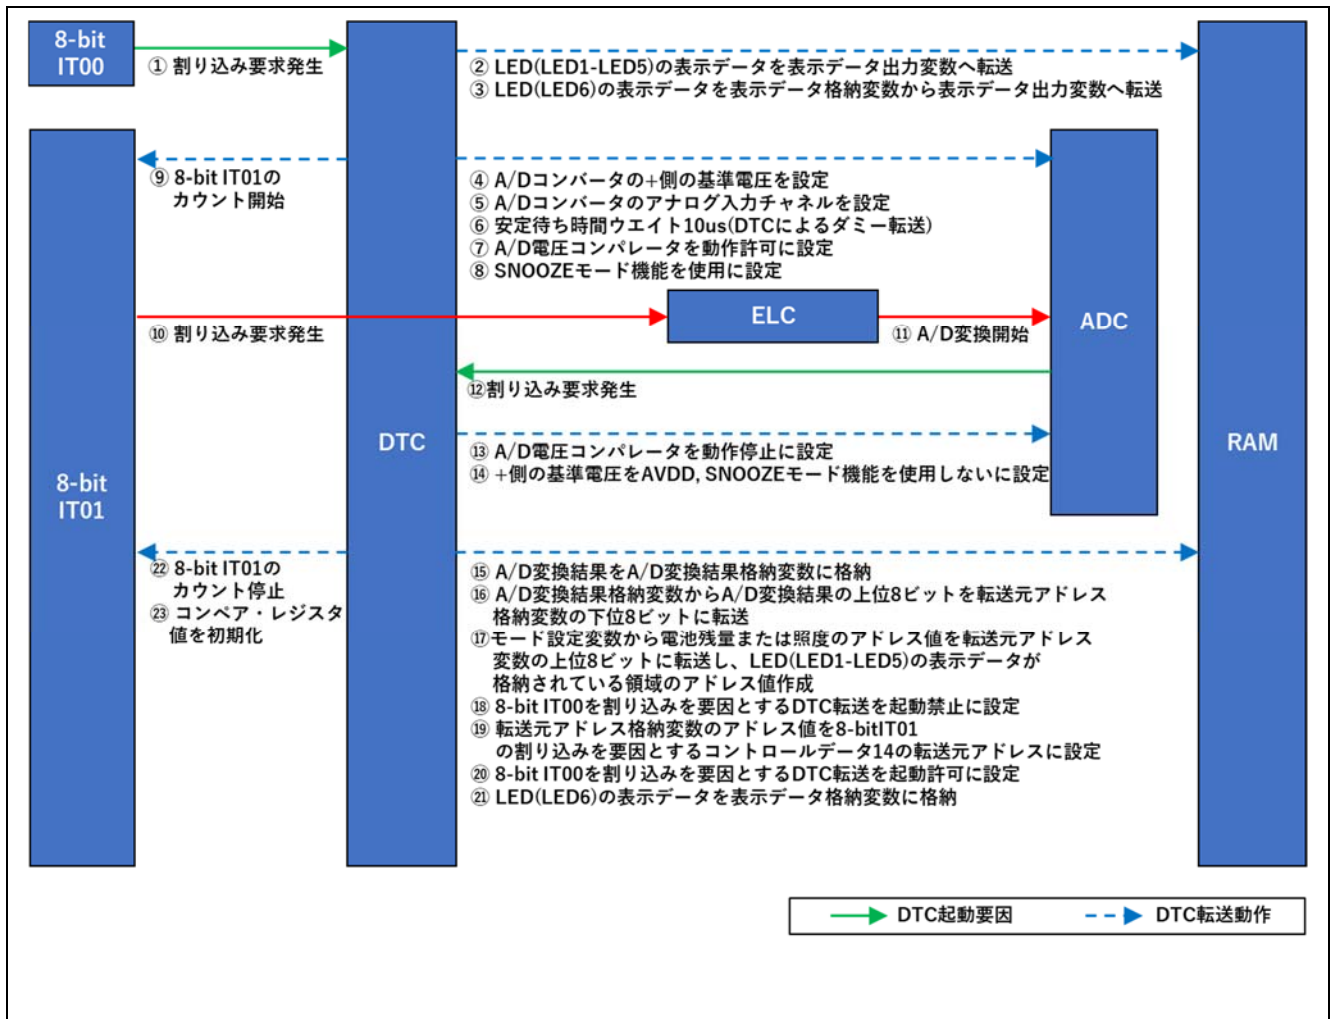 8-bit
IT00
① 割り込み要求発生
② LED(LED1-LED5)の表示データを表示データ出力変数へ転送
③ LED(LED6)の表示データを表示データ格納変数から表示データ出力変数へ転送
⑨ 8-bit IT01の
カウント開始
④ A/Dコンバータの+側の基準電圧を設定
⑤ A/Dコンバータのアナログ入力チャネルを設定
⑥ 安定待ち時間ウエイト10us(DTCによるダミー転送)
⑦ A/D電圧コンパレータを動作許可に設定
⑧ SNOOZEモード機能を使用に設定
⑩ 割り込み要求発生
ELC
⑪ A/D変換開始
ADC
⑫割り込み要求発生
DTC
RAM
8-bit
IT01
⑬ A/D電圧コンパレータを動作停止に設定
⑭ +側の基準電圧をAVDD, SNOOZEモード機能を使用しないに設定
㉒ 8-bit IT01の
カウント停止
㉓ コンペア・レジスタ
値を初期化
⑮ A/D変換結果をA/D変換結果格納変数に格納
⑯ A/D変換結果格納変数からA/D変換結果の上位8ビットを転送元アドレス
格納変数の下位8ビットに転送
⑰モード設定変数から電池残量または照度のアドレス値を転送元アドレス
変数の上位8ビットに転送し、LED(LED1-LED5)の表示データが
格納されている領域のアドレス値作成
⑱ 8-bit IT00を割り込みを要因とするDTC転送を起動禁止に設定
⑲ 転送元アドレス格納変数のアドレス値を8-bitIT01
の割り込みを要因とするコントロールデータ14の転送元アドレスに設定
⑳ 8-bit IT00を割り込みを要因とするDTC転送を起動許可に設定
㉑ LED(LED6)の表示データを表示データ格納変数に格納
DTC起動要因
DTC転送動作